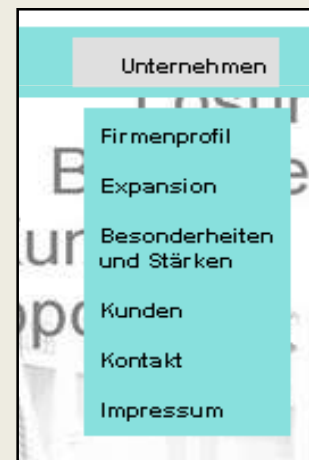 Unternehmen
Firmenprofil
Expansion
Besonderheiten
und Stärken
Kunden
Kontakt
Impressum